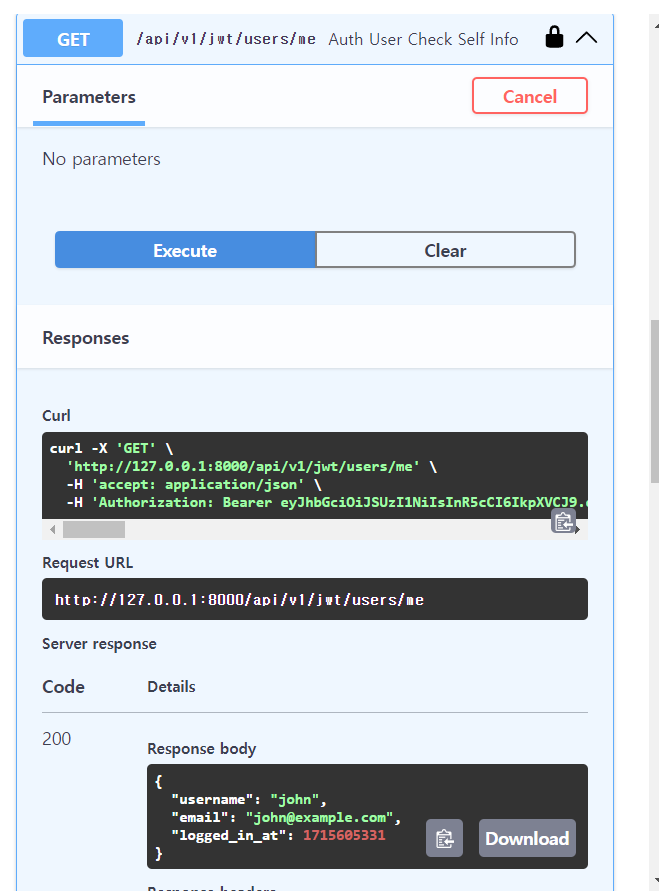 GET /api/v1/jwt/users/me Auth User Check Self Info
Parameters
Cancel
No parameters
Execute
Clear
Responses
Curl
curl -X 'GET' \
'http://127.0.0.1:8000/api/v1/jwt/users/me' \
-H 'accept: application/json' \
-H 'Authorization: Bearer eyJhbGciOiJSUzI1NiIsInR5cCI6IkpXVCJ9.
Request URL
http://127.0.0.1:8000/api/v1/jwt/users/me
Server response
Code
Details
200
Response body
{
"username": "john",
"email": "john@example.com",
"logged_in_at": 1715605331
}
Download
Response headers